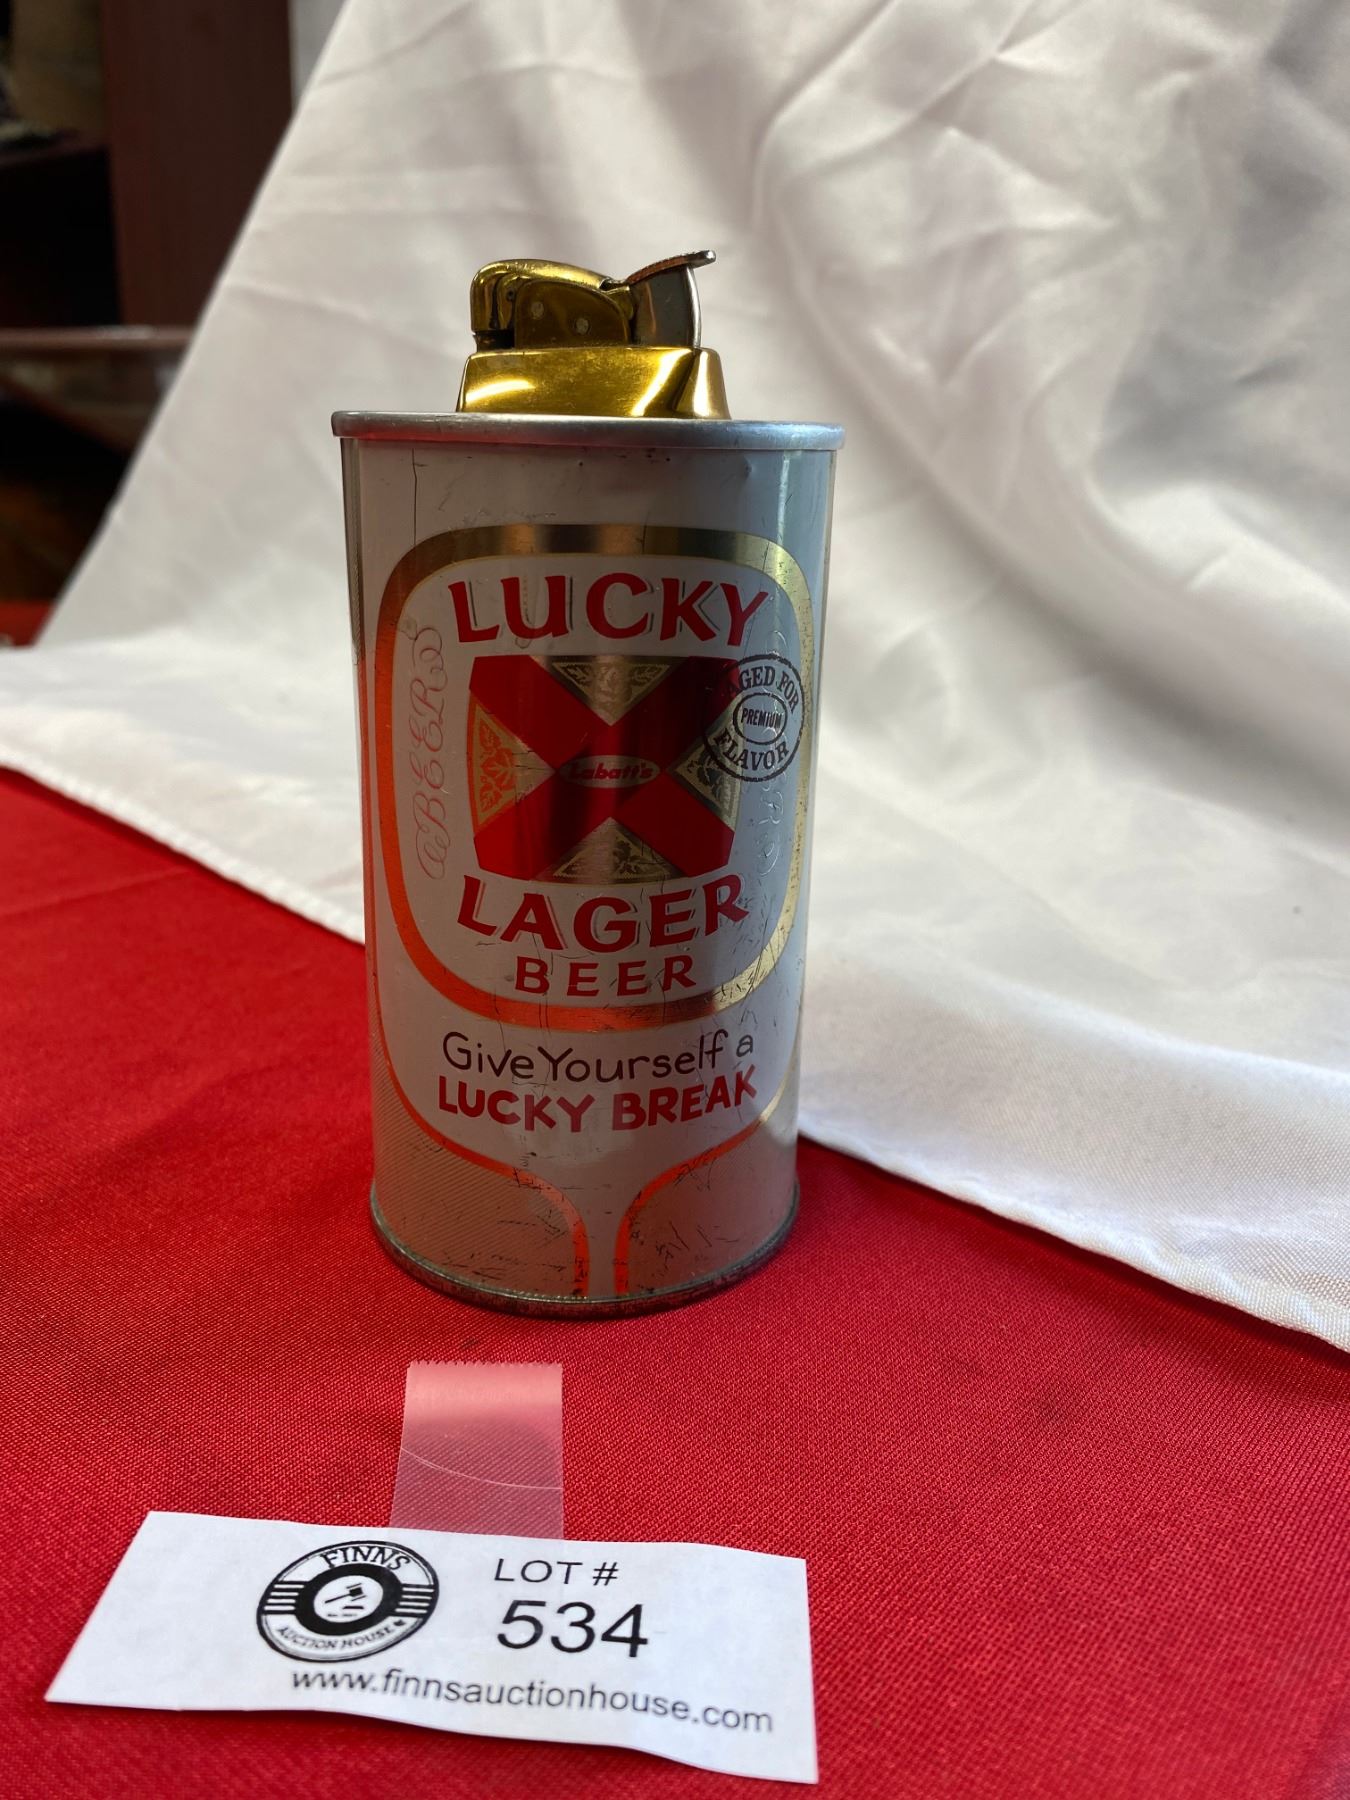 LUCKY
BEER
AGED FOR
PREMIUM
FLAVOR
Labatt's
LAGER
BEER
Give Yourself a
LUCKY BREAK
FINNS
AUCTION HOUSE
LOT #
534
www.finnsauctionhouse.com